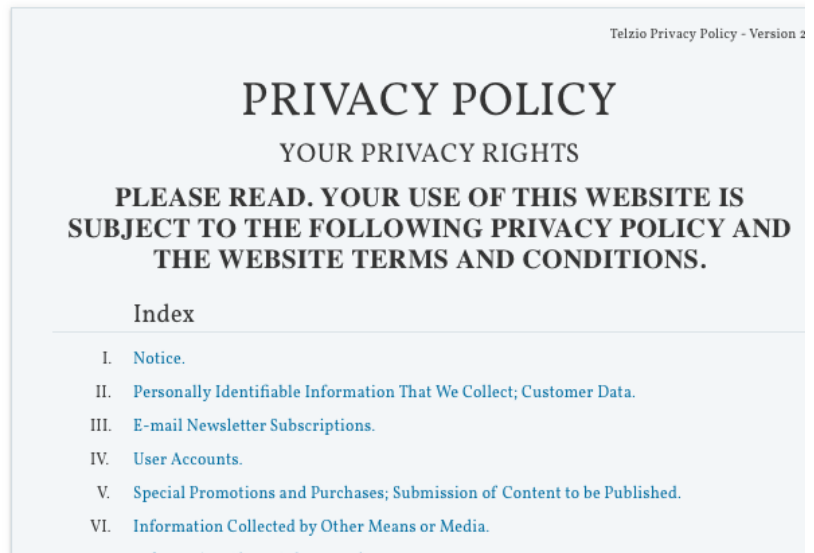 Telzio Privacy Policy - Version 2
PRIVACY POLICY
YOUR PRIVACY RIGHTS
PLEASE READ. YOUR USE OF THIS WEBSITE IS
SUBJECT TO THE FOLLOWING PRIVACY POLICY AND
THE WEBSITE TERMS AND CONDITIONS.
Index
I. Notice.
II. Personally Identifiable Information That We Collect; Customer Data.
III. E-mail Newsletter Subscriptions.
IV. User Accounts.
V. Special Promotions and Purchases; Submission of Content to be Published.
VI. Information Collected by Other Means or Media.